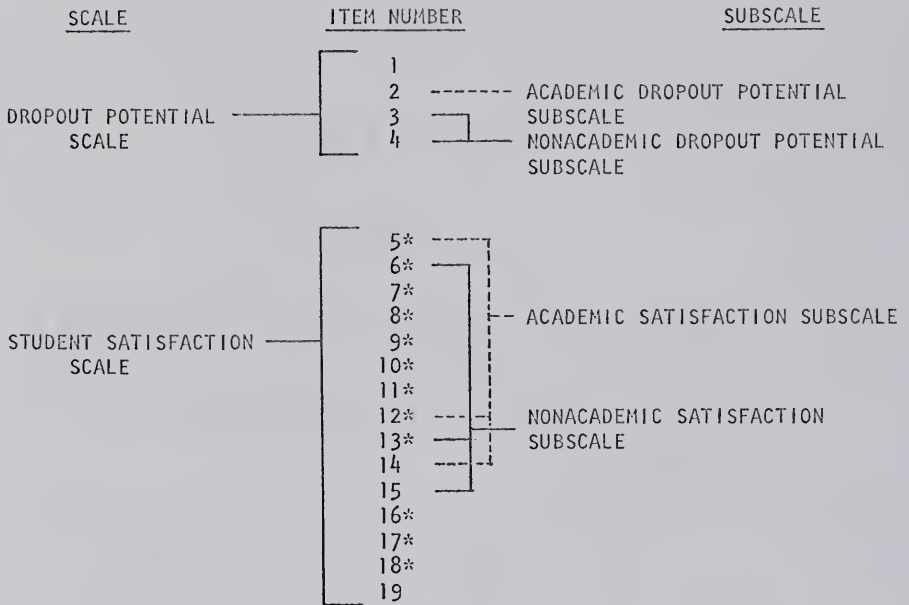 SCALE ITEM NUMBER SUBSCALE
1
2 ACADEMIC DROPOUT POTENTIAL
DROPOUT POTENTIAL 3 SUBSCALE
SCALE 4 NONACADEMIC DROPOUT POTENTIAL
SUBSCALE
5*
6*
7*
8* ACADEMIC SATISFACTION SUBSCALE
STUDENT SATISFACTION 9*
SCALE 10*
11*
12* NONACADEMIC SATISFACTION
13* SUBSCALE
14
15
16*
17*
18*
19